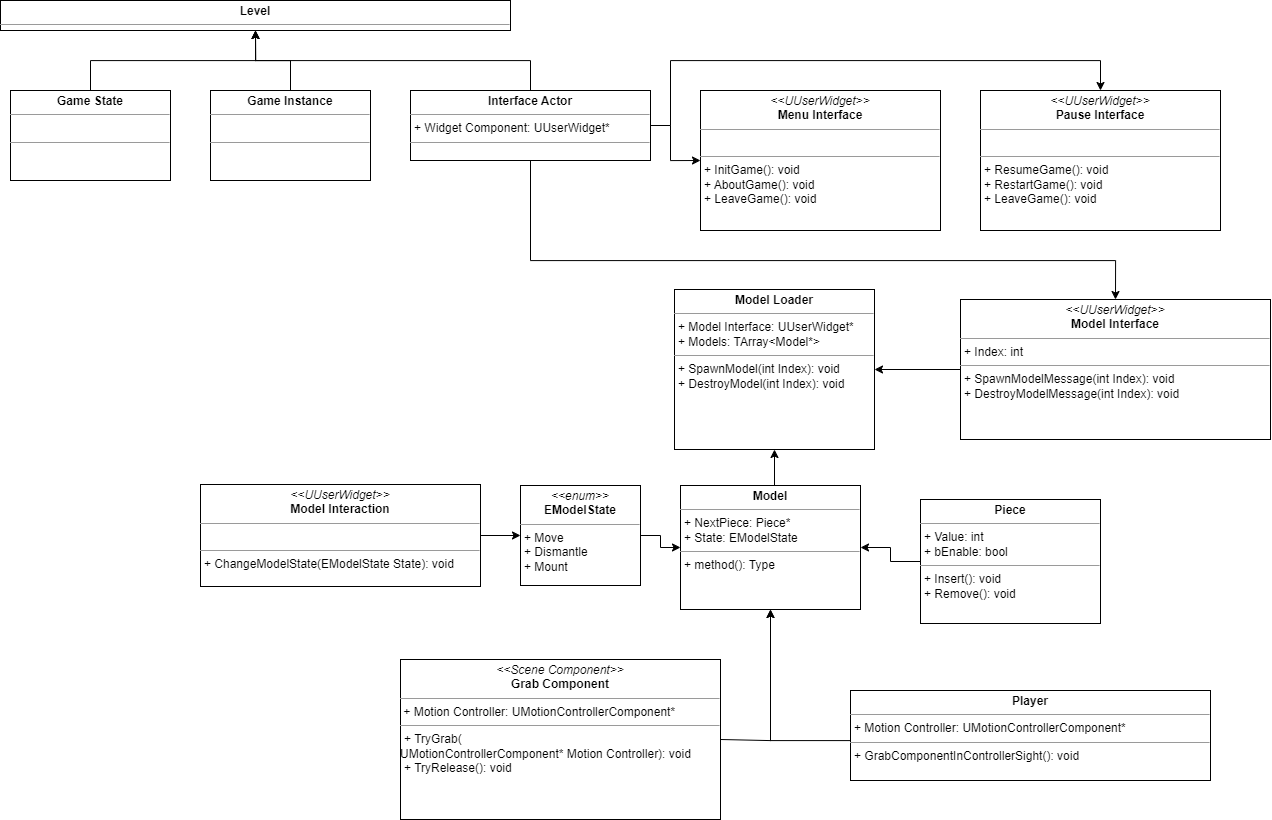 Level
Game State
Game Instance
Interface Actor
+ Widget Component: UUserWidget*
<<UUserWidget>>
Menu Interface
+ InitGame(): void
+ AboutGame(): void
+ LeaveGame(): void
<<UUserWidget>>
Pause Interface
+ ResumeGame(): void
+ RestartGame(): void
+ LeaveGame(): void
Model Loader
+ Model Interface: UUserWidget*
+ Models: TArray<Model*>
+ SpawnModel(int Index): void
+ DestroyModel(int Index): void
<<UUserWidget>>
Model Interface
+ Index: int
+ SpawnModelMessage(int Index): void
+ DestroyModelMessage(int Index): void
<<UUserWidget>>
Model Interaction
+ ChangeModelState(EModelState State): void
<<enum>>
EModelState
+ Move
+ Dismantle
+ Mount
Model
+ NextPiece: Piece*
+ State: EModelState
+ method(): Type
Piece
+ Value: int
+ bEnable: bool
+ Insert(): void
+ Remove(): void
<<Scene Component>>
Grab Component
+ Motion Controller: UMotionControllerComponent*
+ TryGrab(
UMotionControllerComponent* Motion Controller): void
+ TryRelease(): void
Player
+ Motion Controller: UMotionControllerComponent*
+ GrabComponentInControllerSight(): void